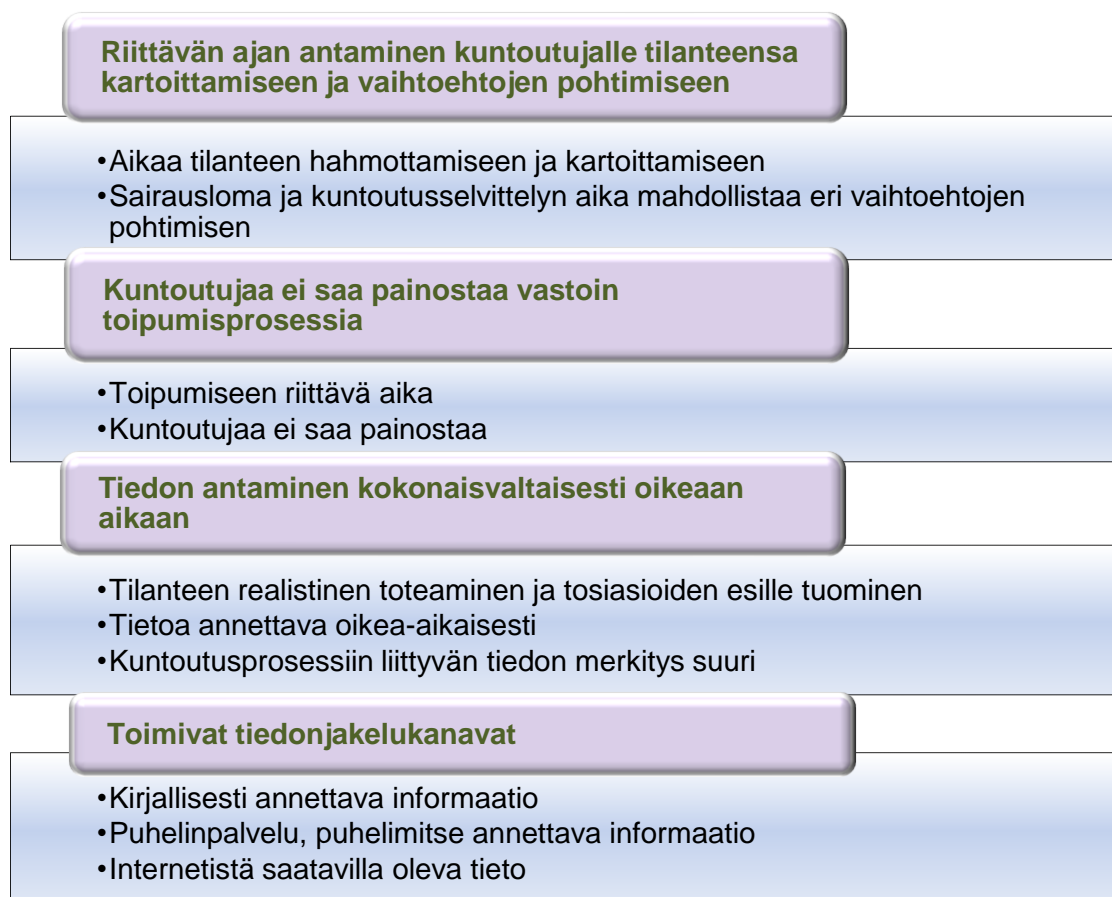 Riittävän ajan antaminen kuntoutujalle tilanteensa
kartoittamiseen ja vaihtoehtojen pohtimiseen
•Aikaa tilanteen hahmottamiseen ja kartoittamiseen
•Sairausloma ja kuntoutusselvittelyn aika mahdollistaa eri vaihtoehtojen
pohtimisen
Kuntoutujaa ei saa painostaa vastoin
toipumisprosessia
•Toipumiseen riittävä aika
•Kuntoutujaa ei saa painostaa
Tiedon antaminen kokonaisvaltaisesti oikeaan
aikaan
•Tilanteen realistinen toteaminen ja tosiasioiden esille tuominen
•Tietoa annettava oikea-aikaisesti
•Kuntoutusprosessiin liittyvän tiedon merkitys suuri
Toimivat tiedonjakelukanavat
•Kirjallisesti annettava informaatio
•Puhelinpalvelu, puhelimitse annettava informaatio
•Internetistä saatavilla oleva tieto